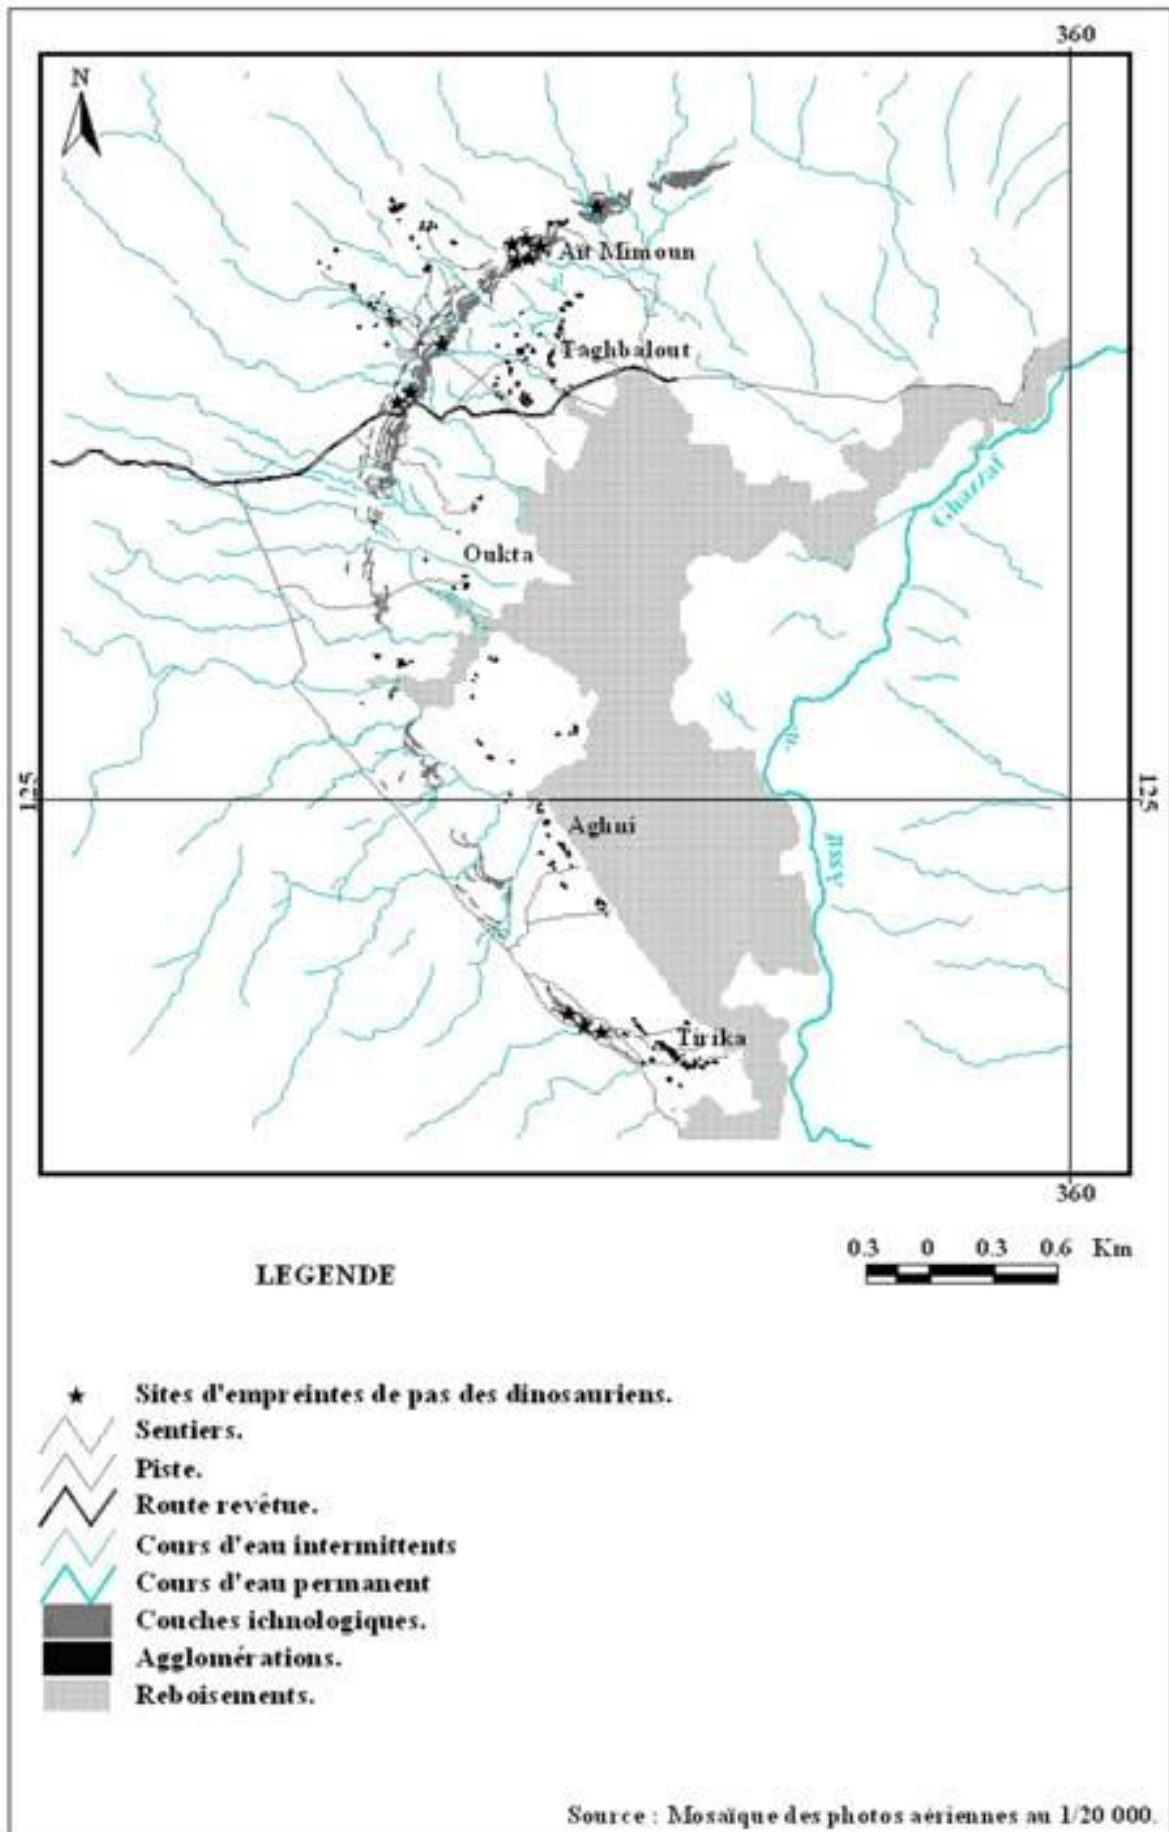 360
N
Ait Mimoun
Taghbalout
Ghazzaf
Oukta
n-
125
125
Aghni
Assif
Tirika
360
0.3 0 0.3 0.6 Km
LEGENDE
Sites d'empreintes de pas des dinosauriens.
Sentiers.
Piste.
Route revêtue.
Cours d'eau intermittents
Cours d'eau permanent
Couches ichnologiques.
Agglomérations.
Reboisements.
Source : Mosaïque des photos aériennes au 1/20 000.